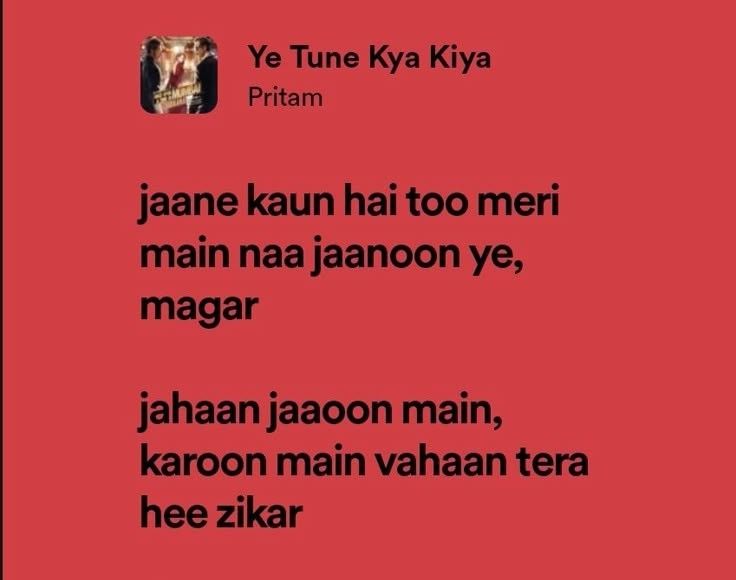 Ye Tune Kya Kiya
Pritam
jaane kaun hai too meri
main naa jaanoon ye,
magar
jahaan jaaoon main,
karoon main vahaan tera
hee zikar